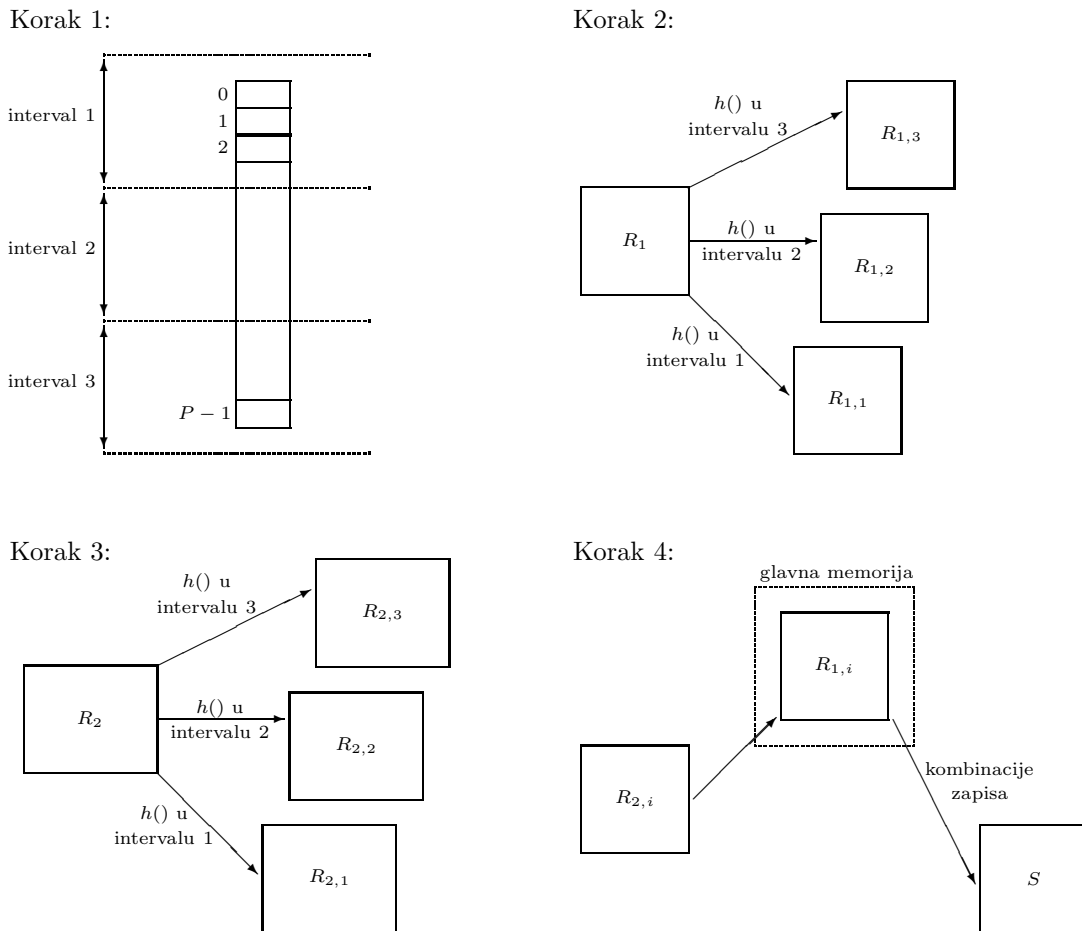 Korak 1:
interval 1
interval 2
interval 3
0
1
2
P − 1
Korak 2:
R1
h() u
intervalu 3
h() u
intervalu 2
h() u
intervalu 1
R1,3
R1,2
R1,1
Korak 3:
R2
h() u
intervalu 3
h() u
intervalu 2
h() u
intervalu 1
R2,3
R2,2
R2,1
Korak 4:
glavna memorija
R1,i
R2,i
kombinacije
zapisa
S